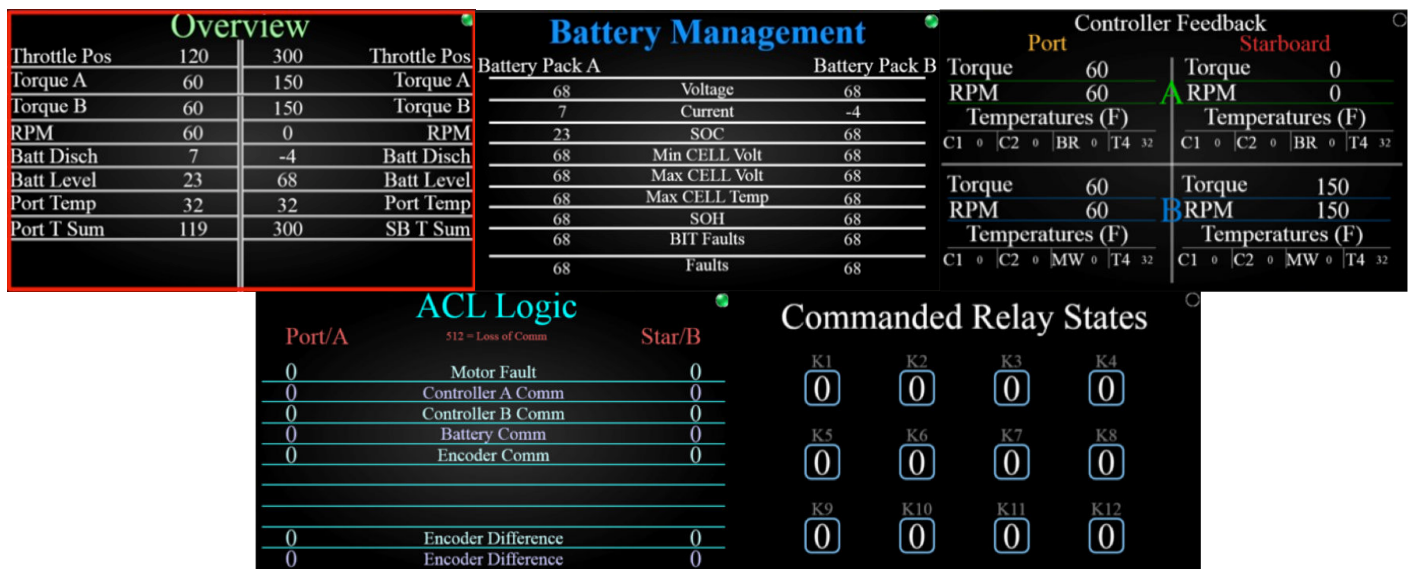 Overview
Throttle Pos 120 300 Throttle Pos
Torque A 60 150 Torque A
Torque B 60 150 Torque B
RPM 60 0 RPM
Batt Disch 7 -4 Batt Disch
Batt Level 23 68 Batt Level
Port Temp 32 32 Port Temp
Port T Sum 119 300 SB T Sum
Battery Management
Battery Pack A Battery Pack B
68 Voltage 68
7 Current -4
23 SOC 68
68 Min CELL Volt 68
68 Max CELL Volt 68
68 Max CELL Temp 68
68 SOH 68
68 BIT Faults 68
68 Faults 68
Controller Feedback
Port Starboard
Torque 60 Torque 0
RPM 60 A RPM 0
Temperatures (F) Temperatures (F)
C1 0 C2 0 BR 0 T4 32 C1 0 C2 0 BR 0 T4 32
Torque 60 Torque 150
RPM 60 B RPM 150
Temperatures (F) Temperatures (F)
C1 0 C2 0 MW 0 T4 32 C1 0 C2 0 MW 0 T4 32
ACL Logic
Port/A 512 = Loss of Comm Star/B
0 Motor Fault 0
0 Controller A Comm 0
0 Controller B Comm 0
0 Battery Comm 0
0 Encoder Comm 0
0 Encoder Difference 0
0 Encoder Difference 0
Commanded Relay States
K1 K2 K3 K4
0 0 0 0
K5 K6 K7 K8
0 0 0 0
K9 K10 K11 K12
0 0 0 0